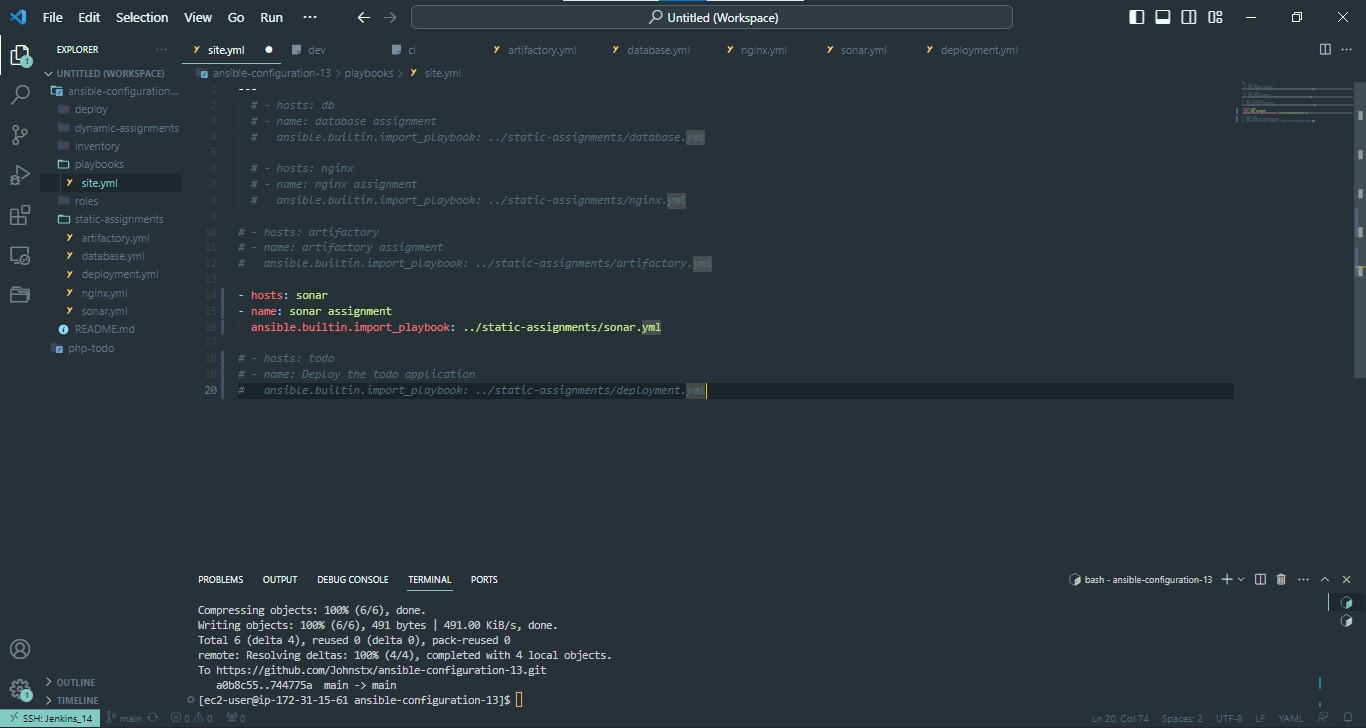 File Edit Selection View Go Run ··· Untitled (Workspace)
EXPLORER ···
site.yml dev ci artifactory.yml database.yml nginx.yml sonar.yml deployment.yml ···
UNTITLED (WORKSPACE)
ansible-configuration...
deploy
dynamic-assignments
inventory
playbooks
site.yml
roles
static-assignments
artifactory.yml
database.yml
deployment.yml
nginx.yml
sonar.yml
README.md
php-todo
OUTLINE
TIMELINE
ansible-configuration-13 > playbooks > site.yml
1 ---
2 # - hosts: db
3 # - name: database assignment
4 # ansible.builtin.import_playbook: ../static-assignments/database.yml
5
6 # - hosts: nginx
7 # - name: nginx assignment
8 # ansible.builtin.import_playbook: ../static-assignments/nginx.yml
9
10 # - hosts: artifactory
11 # - name: artifactory assignment
12 # ansible.builtin.import_playbook: ../static-assignments/artifactory.yml
13
14 - hosts: sonar
15 - name: sonar assignment
16 ansible.builtin.import_playbook: ../static-assignments/sonar.yml
17
18 # - hosts: todo
19 # - name: Deploy the todo application
20 # ansible.builtin.import_playbook: ../static-assignments/deployment.yml
PROBLEMS OUTPUT DEBUG CONSOLE TERMINAL PORTS bash - ansible-configuration-13 ···
Compressing objects: 100% (6/6), done.
Writing objects: 100% (6/6), 491 bytes | 491.00 KiB/s, done.
Total 6 (delta 4), reused 0 (delta 0), pack-reused 0
remote: Resolving deltas: 100% (4/4), completed with 4 local objects.
To https://github.com/Johnstx/ansible-configuration-13.git
a0b8c55..744775a main -> main
[ec2-user@ip-172-31-15-61 ansible-configuration-13]$
1
1
SSH: Jenkins_14 main 0 0 0 Ln 20, Col 74 Spaces: 2 UTF-8 LF YAML